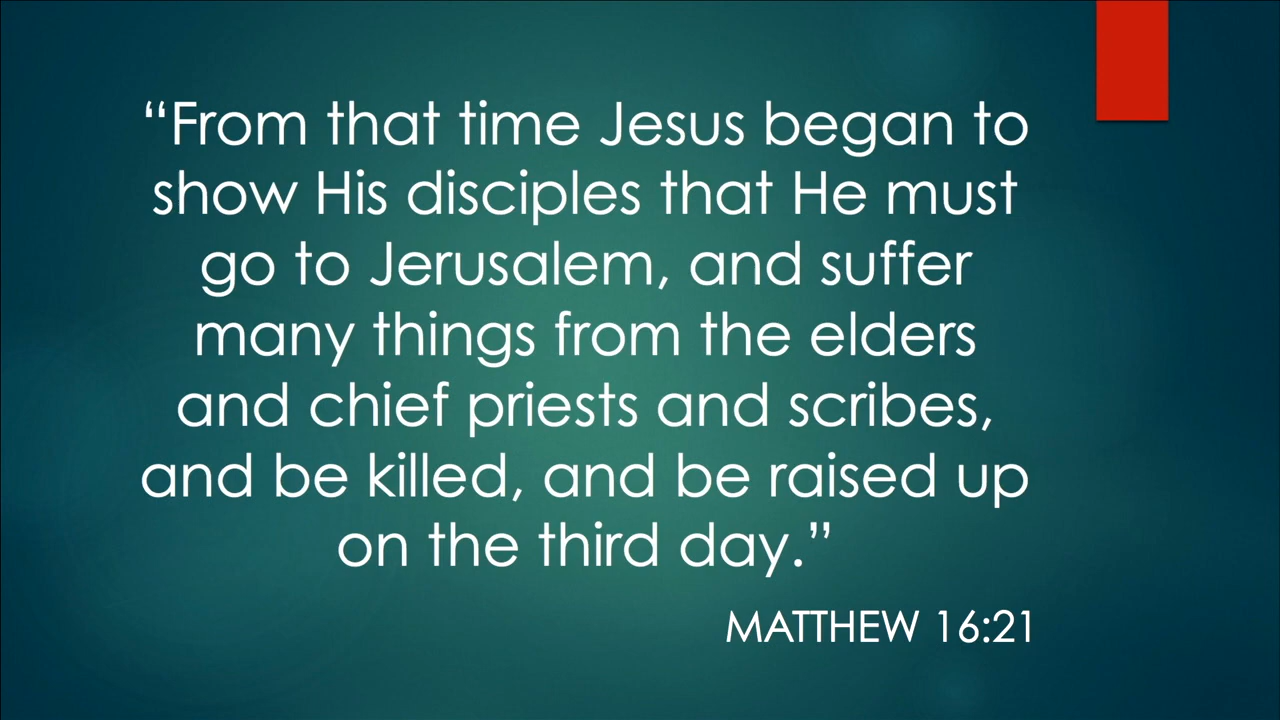 “From that time Jesus began to
show His disciples that He must
go to Jerusalem, and suffer
many things from the elders
and chief priests and scribes,
and be killed, and be raised up
on the third day.”
MATTHEW 16:21